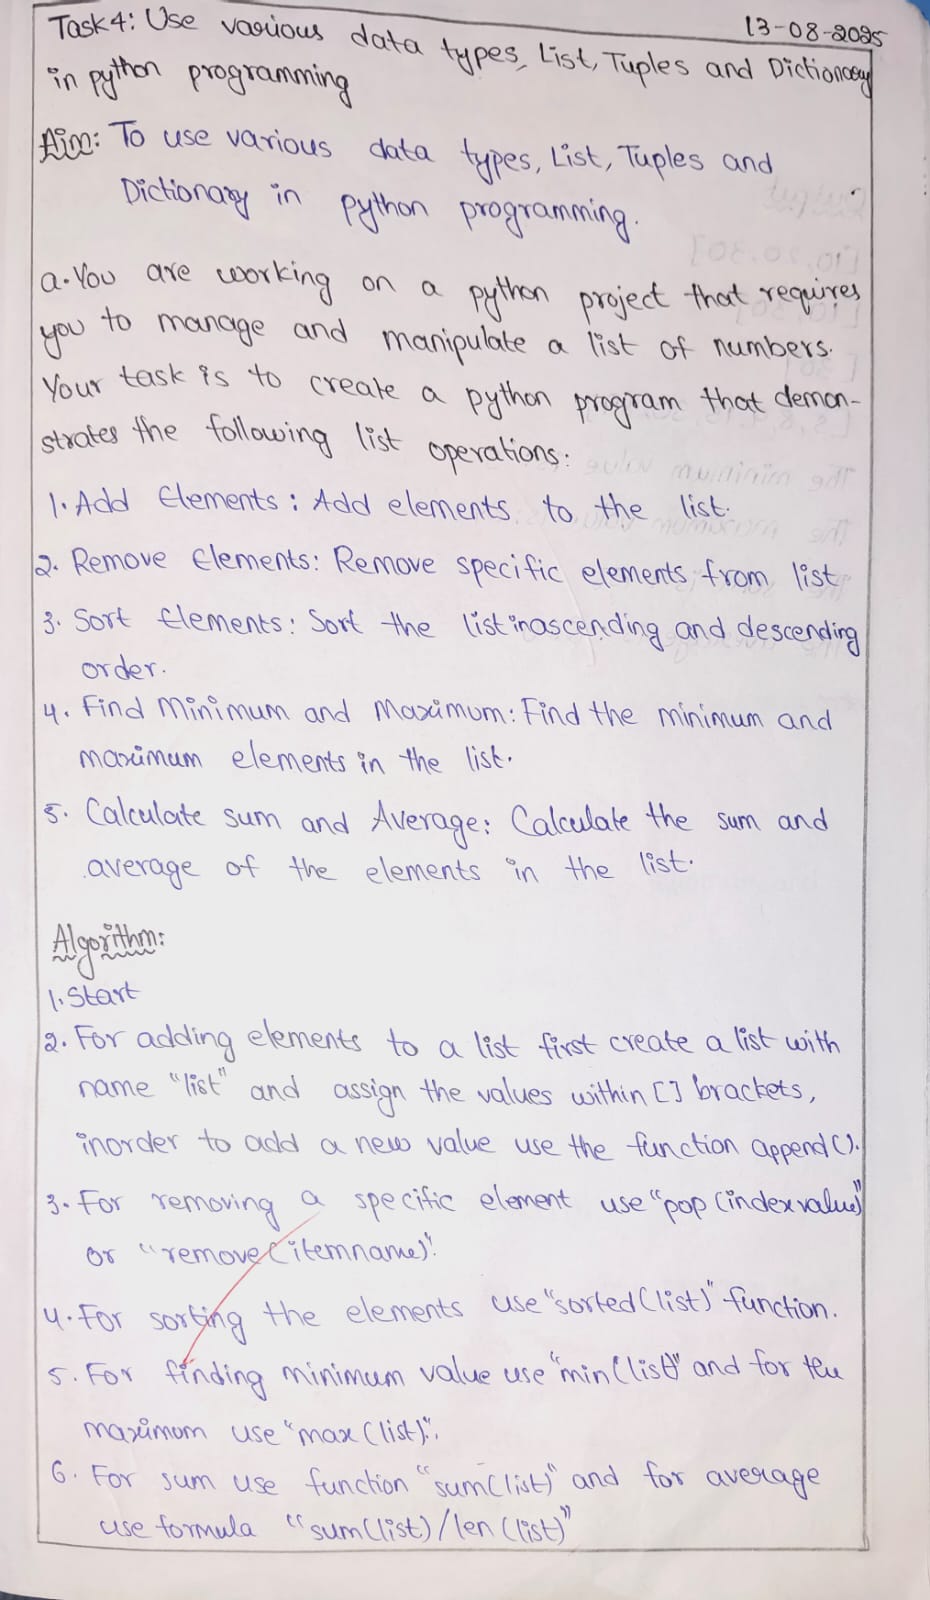 13-08-2025
Task4: Use various data types, List, Tuples and Dictionary
in python programming
Aim: To use various data types, List, Tuples and
Dictionary in python programming.
a. You are working on a python project that requires
you to manage and manipulate a list of numbers.
Your task is to create a python program that demon-
strates the following list operations:
1. Add Elements: Add elements to the list.
2. Remove Elements: Remove specific elements from list
3. Sort Elements: Sort the list inascending and descending
order.
4. Find Minimum and Maximum: Find the minimum and
maximum elements in the list.
5. Calculate sum and Average: Calculate the sum and
average of the elements in the list.
Algorithm:
1. Start
2. For adding elements to a list first create a list with
name "list" and assign the values within [] brackets,
inorder to add a new value use the function append().
3. For removing a specific element use "pop(indexvalue)"
or "remove(itemname)".
4. For sorting the elements use "sorted(list)" function.
5. For finding minimum value use "min(list)" and for the
maximum use "max(list)".
6. For sum use function "sum(list)" and for average
use formula "sum(list)/len(list)"